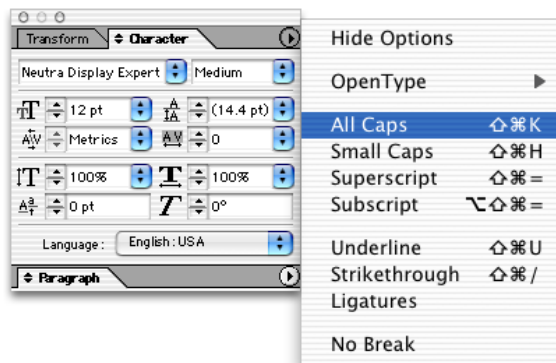 Transform Character
Neutra Display Expert Medium
12 pt (14.4 pt)
Metrics 0
100% 100%
0 pt 0°
Language: English: USA
Paragraph
Hide Options
OpenType
All Caps ⇧⌘K
Small Caps ⇧⌘H
Superscript ⇧⌘=
Subscript ⌥⇧⌘=
Underline ⇧⌘U
Strikethrough ⇧⌘/
Ligatures
No Break